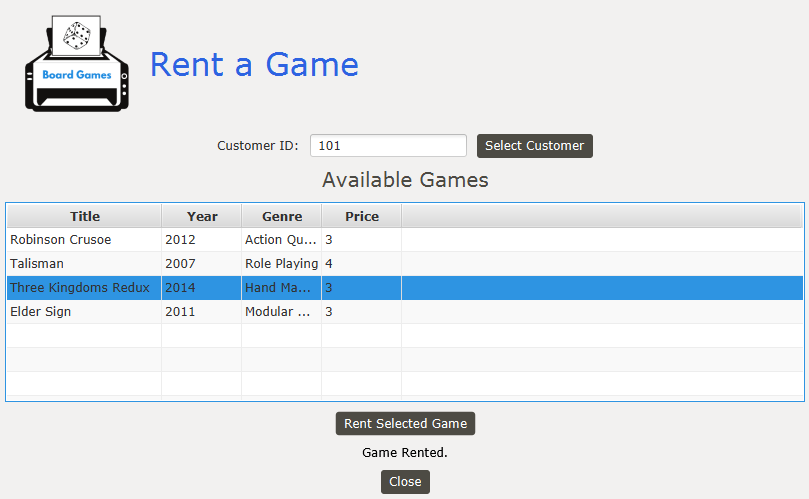 Board Games
Rent a Game
Customer ID: 101 Select Customer
Available Games
Title Year Genre Price
Robinson Crusoe 2012 Action Qu... 3
Talisman 2007 Role Playing 4
Three Kingdoms Redux 2014 Hand Ma... 3
Elder Sign 2011 Modular ... 3
Rent Selected Game
Game Rented.
Close